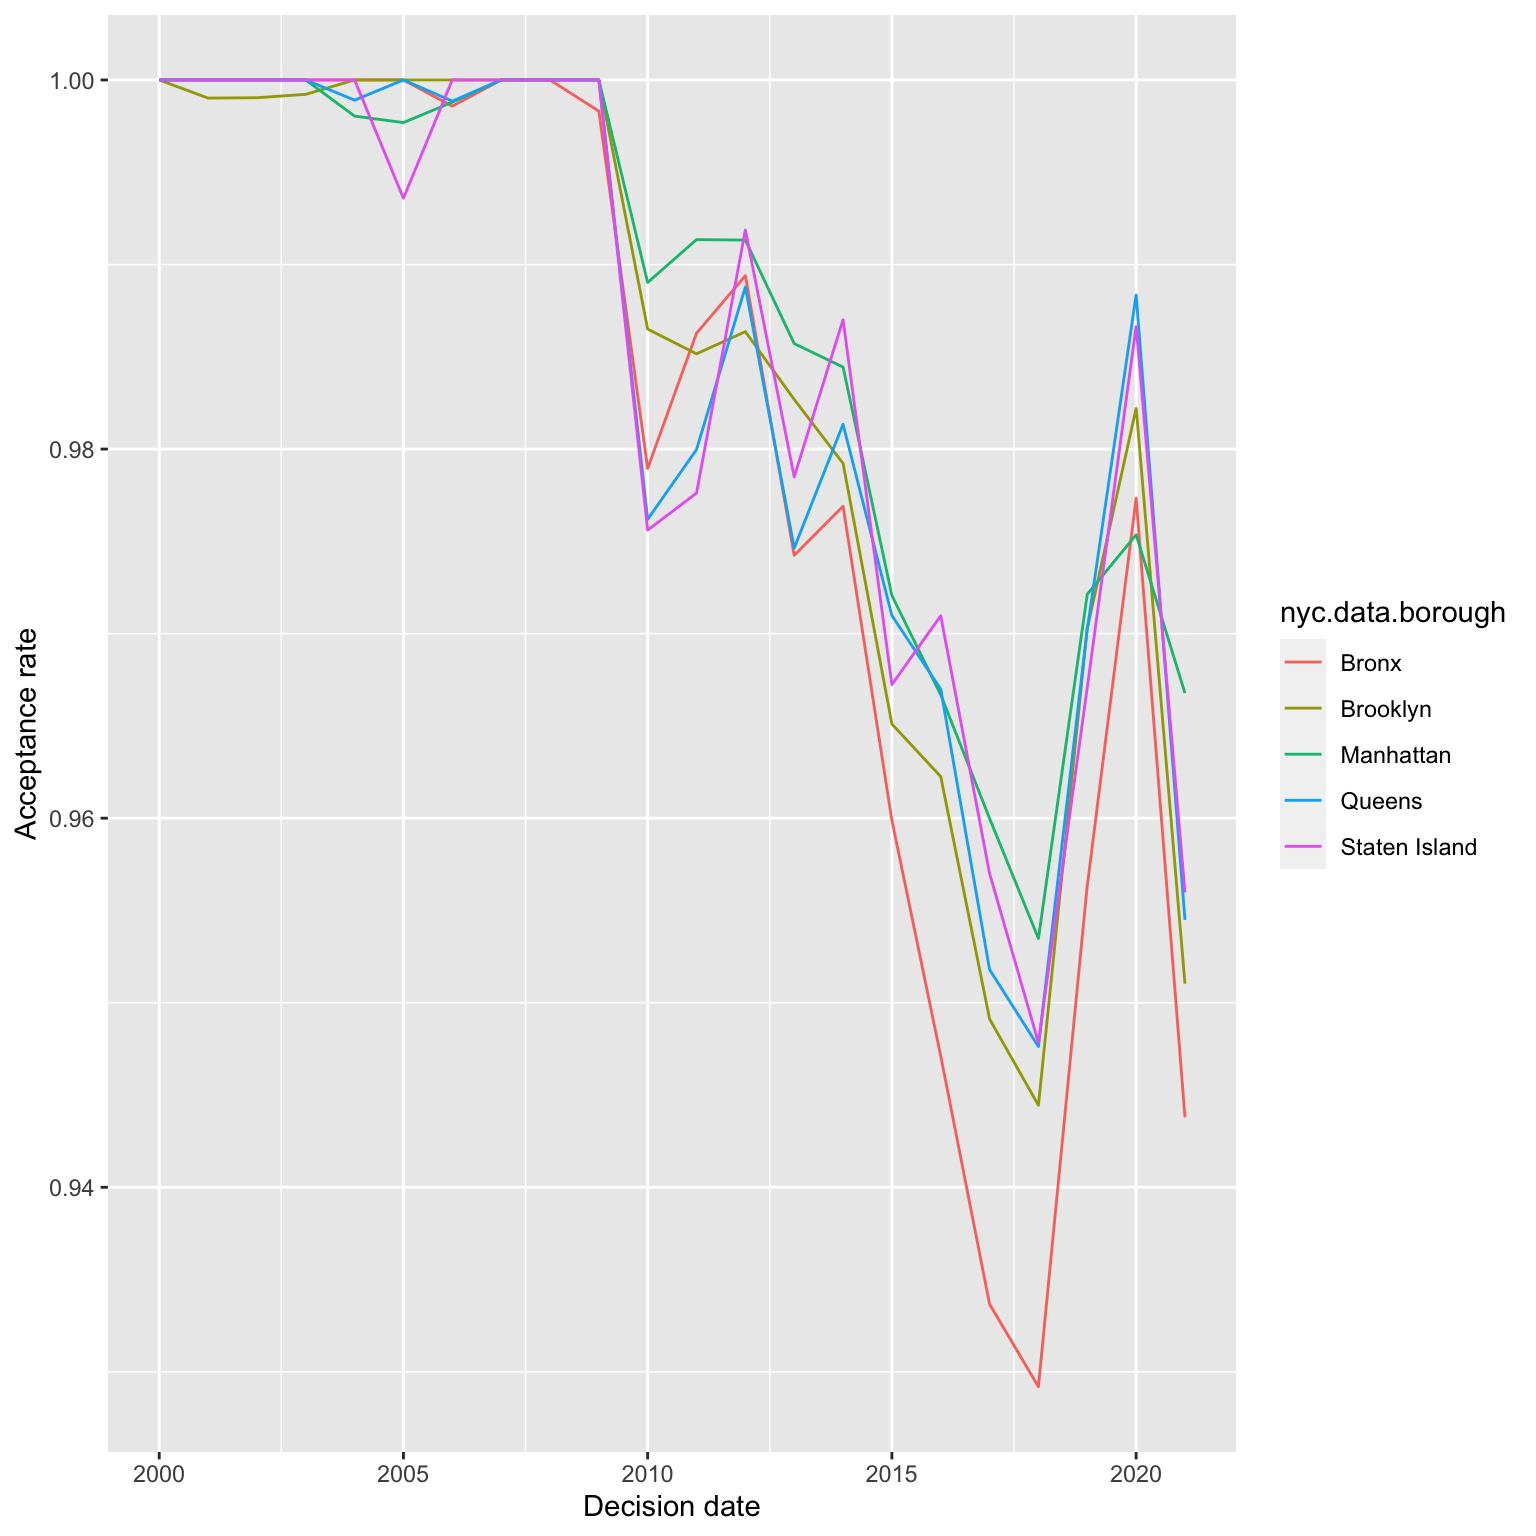 1.00
0.98
0.96
0.94
Acceptance rate
2000 2005 2010 2015 2020
Decision date
nyc.data.borough
Bronx
Brooklyn
Manhattan
Queens
Staten Island